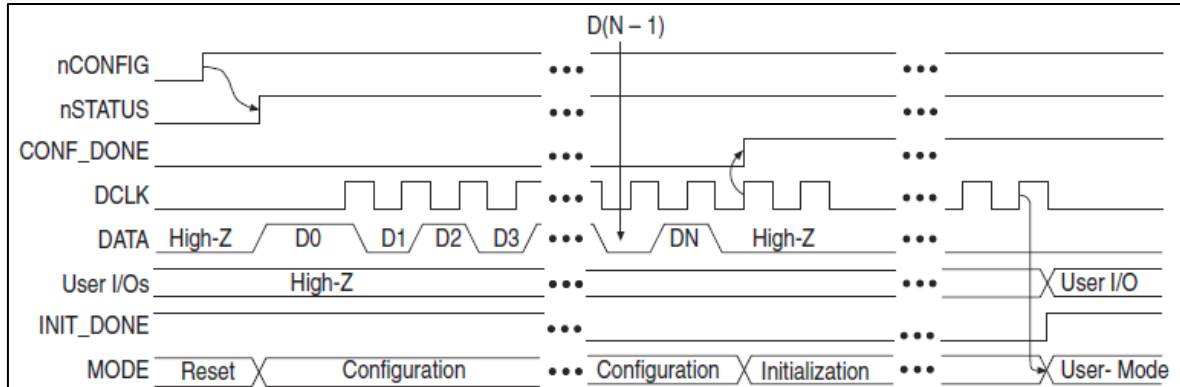 D(N – 1)
nCONFIG
nSTATUS
CONF_DONE
DCLK
DATA High-Z D0 D1 D2 D3 DN High-Z
User I/Os High-Z User I/O
INIT_DONE
MODE Reset Configuration Configuration Initialization User- Mode